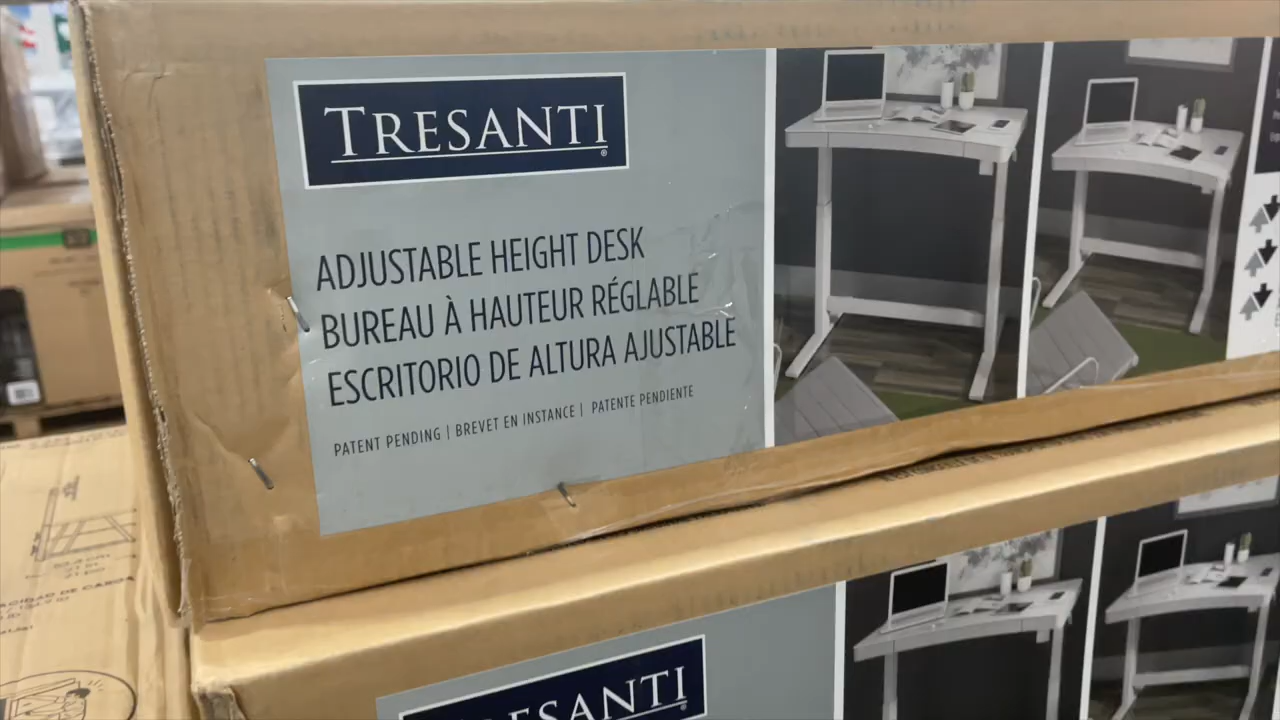 TRESANTI®
ADJUSTABLE HEIGHT DESK
BUREAU À HAUTEUR RÉGLABLE
ESCRITORIO DE ALTURA AJUSTABLE
PATENT PENDING | BREVET EN INSTANCE | PATENTE PENDIENTE
TRESANTI